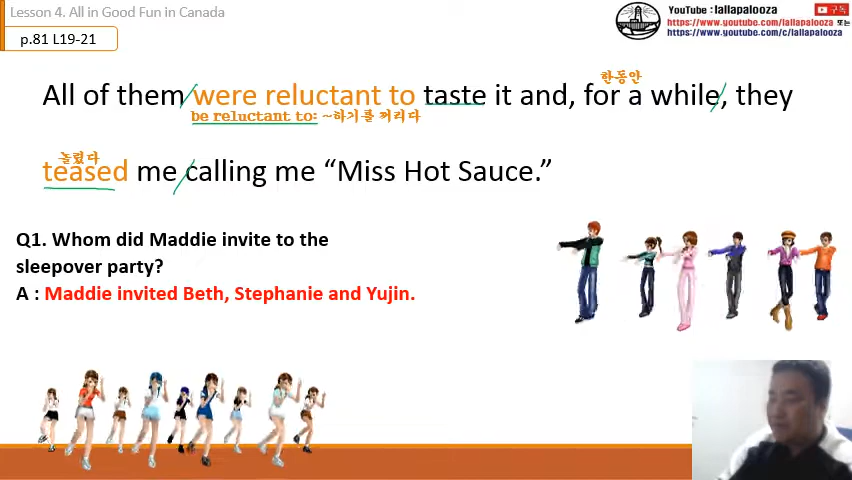 Lesson 4. All in Good Fun in Canada
YouTube : lallapalooza
구독
https://www.youtube.com/lallapalooza 또는
https://www.youtube.com/c/lallapalooza
p.81 L19-21
한동안
All of them were reluctant to taste it and, for a while, they
be reluctant to: ~하기를 꺼리다
놀렸다
teased me calling me “Miss Hot Sauce.”
Q1. Whom did Maddie invite to the
sleepover party?
A : Maddie invited Beth, Stephanie and Yujin.